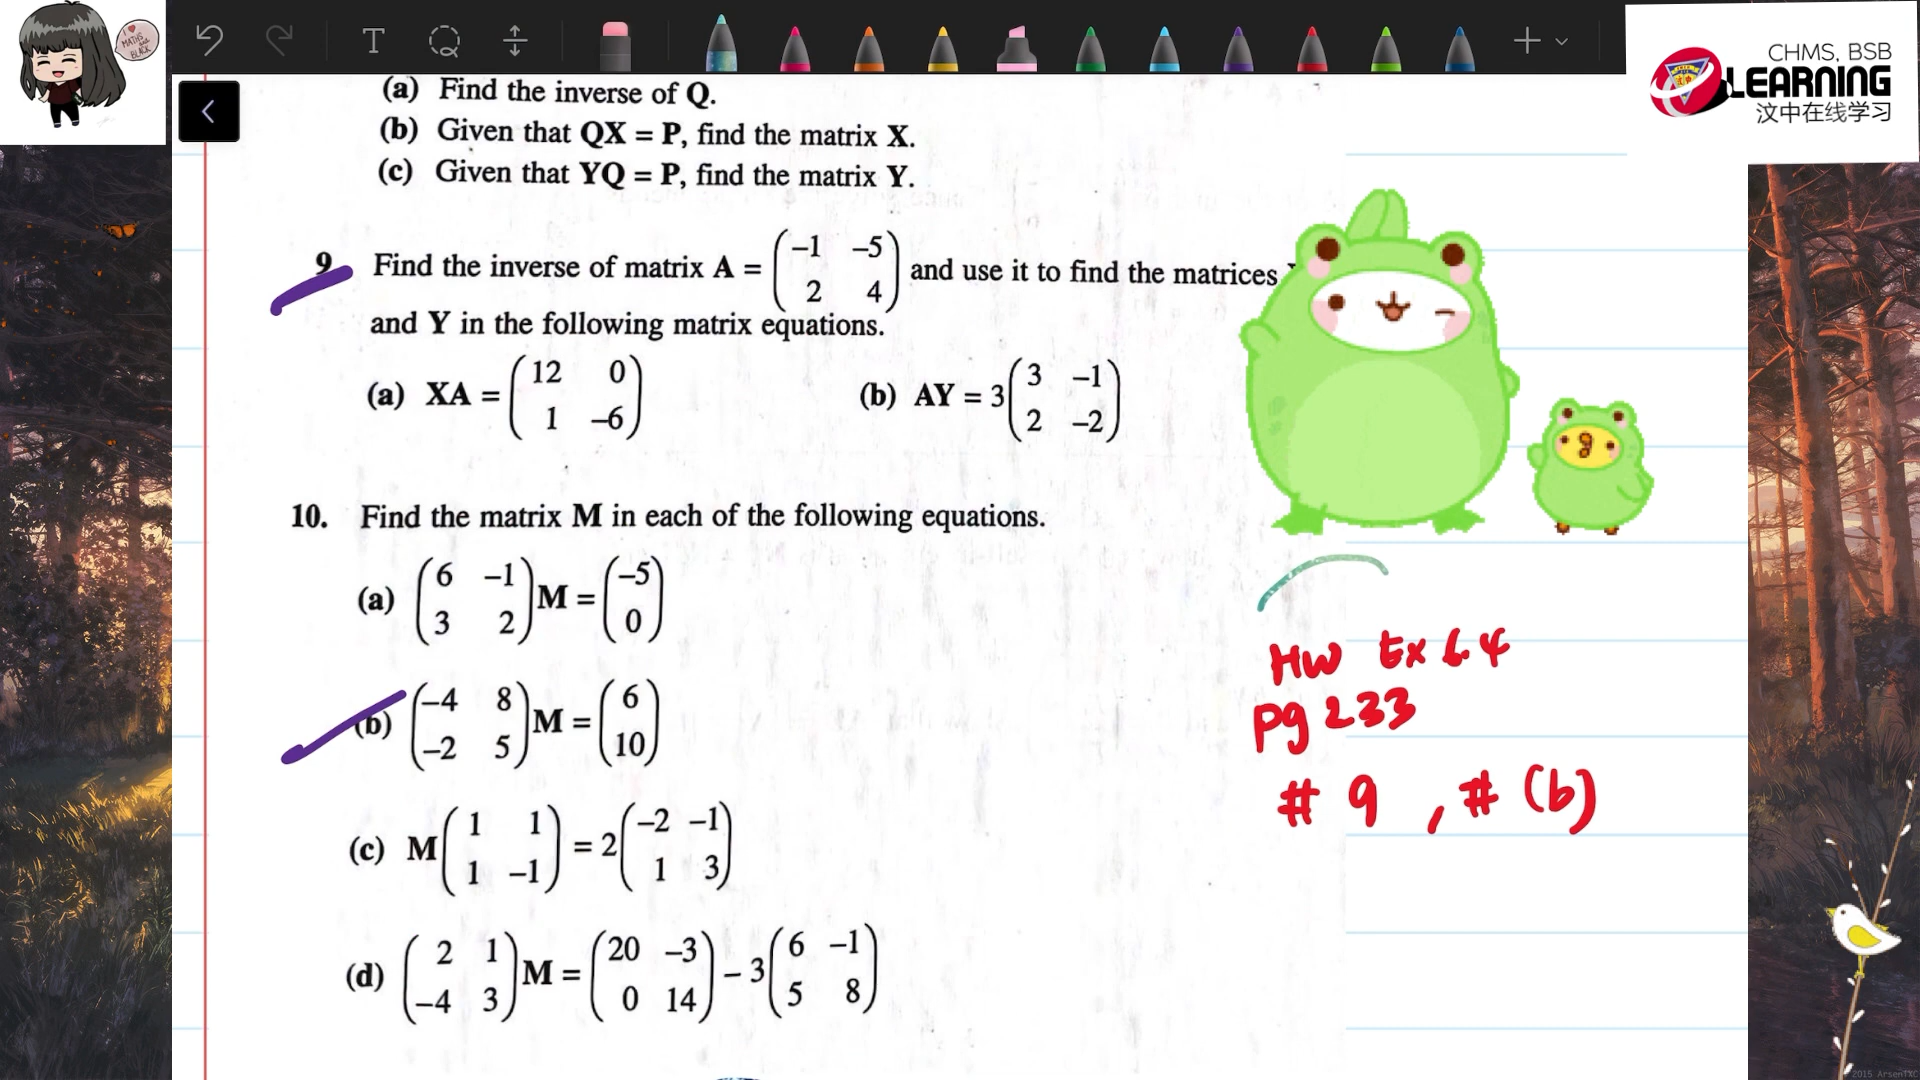 I ♥ MATHS and BLACK
T
CHMS, BSB
LEARNING
汶中在线学习
(a) Find the inverse of Q.
(b) Given that QX = P, find the matrix X.
(c) Given that YQ = P, find the matrix Y.
9 Find the inverse of matrix A = (−1 −5
2 4) and use it to find the matrices
and Y in the following matrix equations.
(a) XA = (12 0
1 −6)
(b) AY = 3(3 −1
2 −2)
10. Find the matrix M in each of the following equations.
(a) (6 −1
3 2)M = (−5
0)
(b) (−4 8
−2 5)M = (6
10)
(c) M(1 1
1 −1) = 2(−2 −1
1 3)
(d) (2 1
−4 3)M = (20 −3
0 14) − 3(6 −1
5 8)
HW Ex 6.4
pg 233
# 9 , # (b)
2015 ArsenTXC